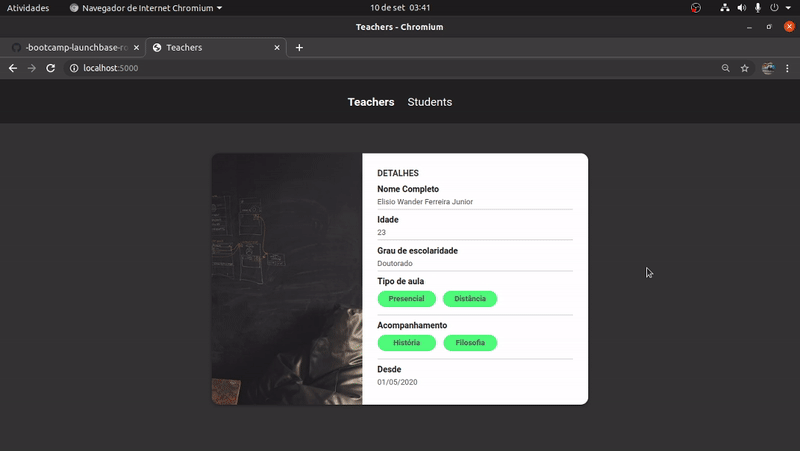 Atividades
Navegador de Internet Chromium
10 de set 03:41
Teachers - Chromium
-bootcamp-launchbase-ro
Teachers
localhost:5000
Teachers
Students
DETALHES
Nome Completo
Elisio Wander Ferreira Junior
Idade
23
Grau de escolaridade
Doutorado
Tipo de aula
Presencial
Distância
Acompanhamento
História
Filosofia
Desde
01/05/2020